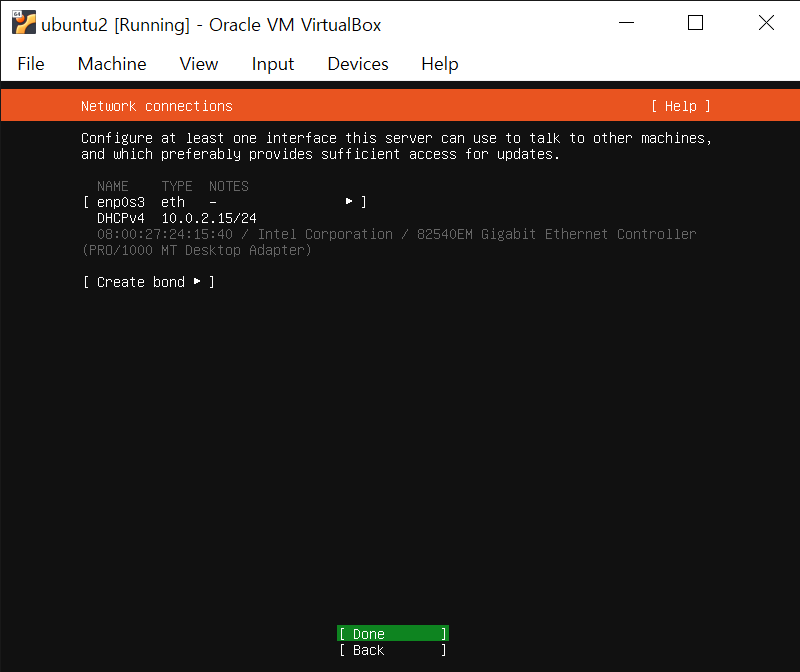 ubuntu2 [Running] - Oracle VM VirtualBox
File Machine View Input Devices Help
Network connections [ Help ]
Configure at least one interface this server can use to talk to other machines,
and which preferably provides sufficient access for updates.
NAME TYPE NOTES
[ enp0s3 eth - ▸ ]
DHCPv4 10.0.2.15/24
08:00:27:24:15:40 / Intel Corporation / 82540EM Gigabit Ethernet Controller
(PRO/1000 MT Desktop Adapter)
[ Create bond ▸ ]
[ Done ]
[ Back ]